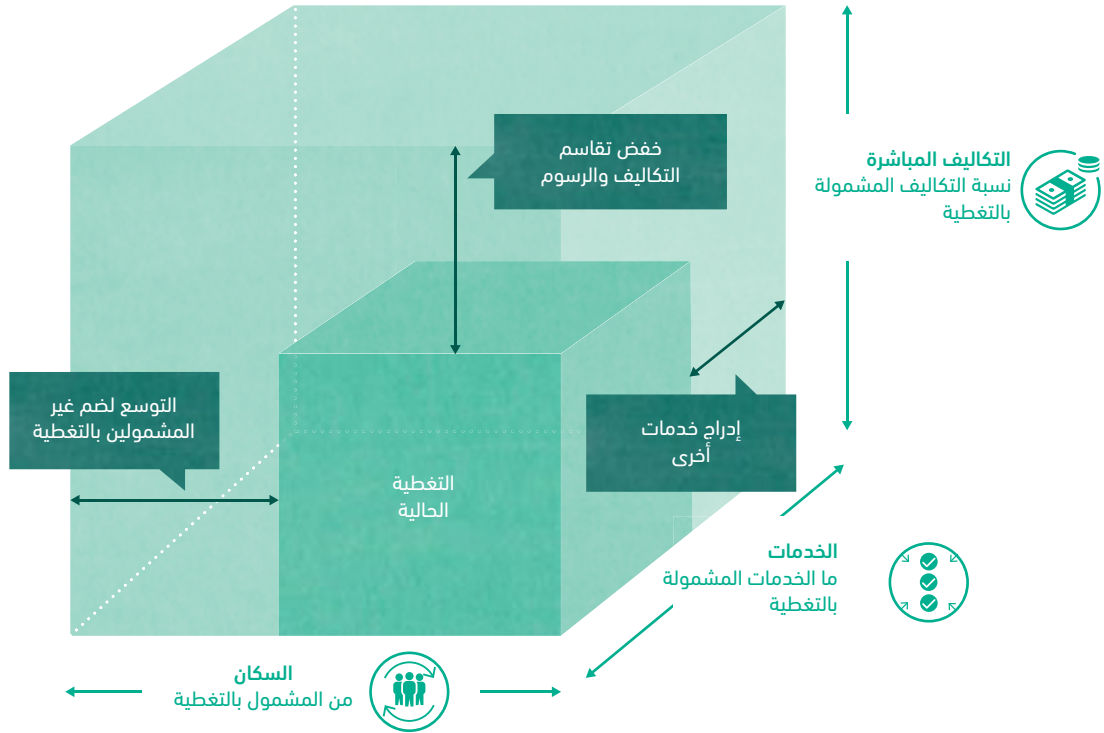 خفض تقاسم
التكاليف والرسوم
التكاليف المباشرة
نسبة التكاليف المشمولة
بالتغطية
التوسع لضم غير
المشمولين بالتغطية
إدراج خدمات
أخرى
التغطية
الحالية
الخدمات
ما الخدمات المشمولة
بالتغطية
السكان
من المشمول بالتغطية